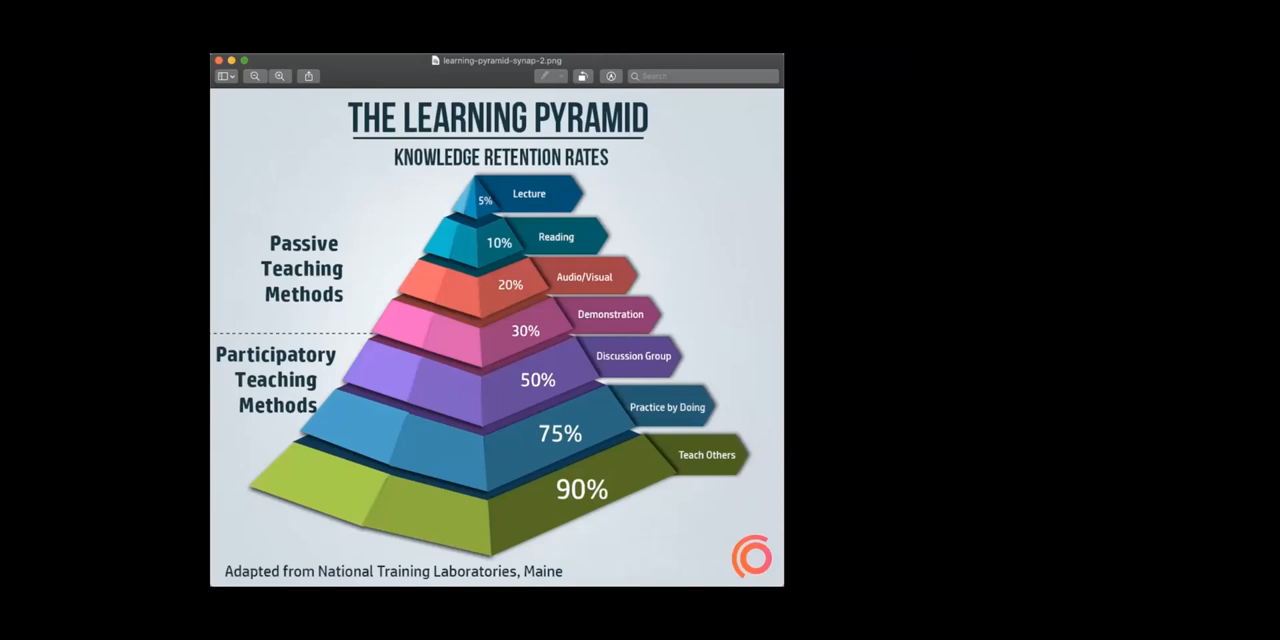 learning-pyramid-synap-2.png
Search
THE LEARNING PYRAMID
KNOWLEDGE RETENTION RATES
5% Lecture
10% Reading
20% Audio/Visual
30% Demonstration
50% Discussion Group
75% Practice by Doing
90% Teach Others
Passive
Teaching
Methods
Participatory
Teaching
Methods
Adapted from National Training Laboratories, Maine